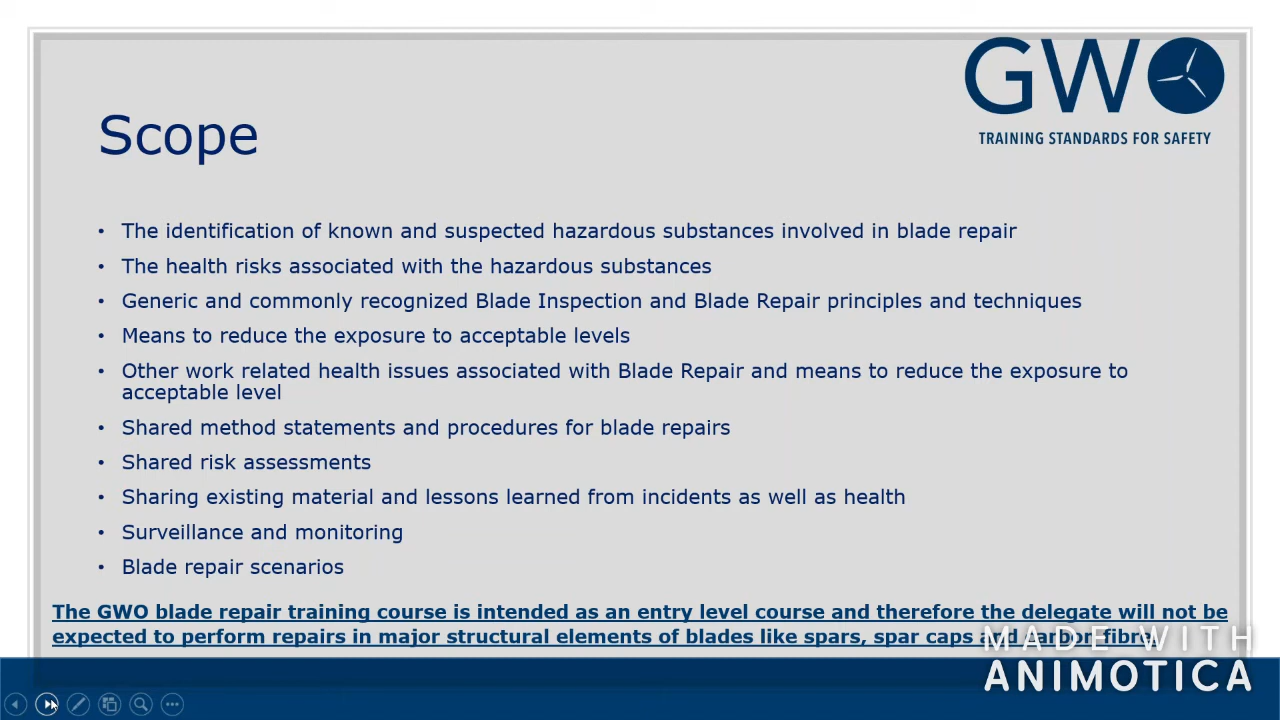 GWO
TRAINING STANDARDS FOR SAFETY
Scope
• The identification of known and suspected hazardous substances involved in blade repair
• The health risks associated with the hazardous substances
• Generic and commonly recognized Blade Inspection and Blade Repair principles and techniques
• Means to reduce the exposure to acceptable levels
• Other work related health issues associated with Blade Repair and means to reduce the exposure to
acceptable level
• Shared method statements and procedures for blade repairs
• Shared risk assessments
• Sharing existing material and lessons learned from incidents as well as health
• Surveillance and monitoring
• Blade repair scenarios
The GWO blade repair training course is intended as an entry level course and therefore the delegate will not be
expected to perform repairs in major structural elements of blades like spars, spar caps and carbon fibre.
MADE WITH
ANIMOTICA